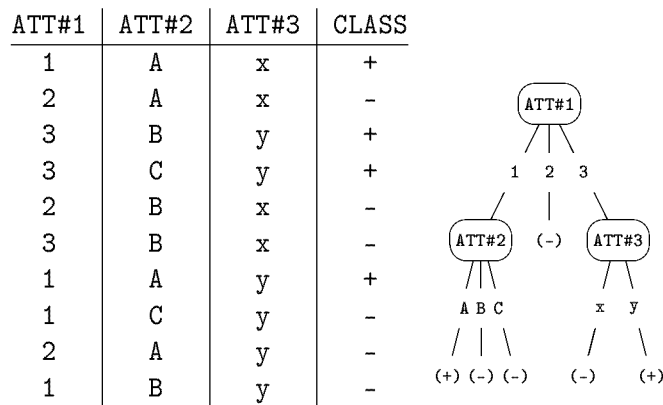 ATT#1 ATT#2 ATT#3 CLASS
1 A x +
2 A x -
3 B y +
3 C y +
2 B x -
3 B x -
1 A y +
1 C y -
2 A y -
1 B y -
ATT#1
1 2 3
ATT#2 (-) ATT#3
A B C x y
(+) (-) (-) (-) (+)